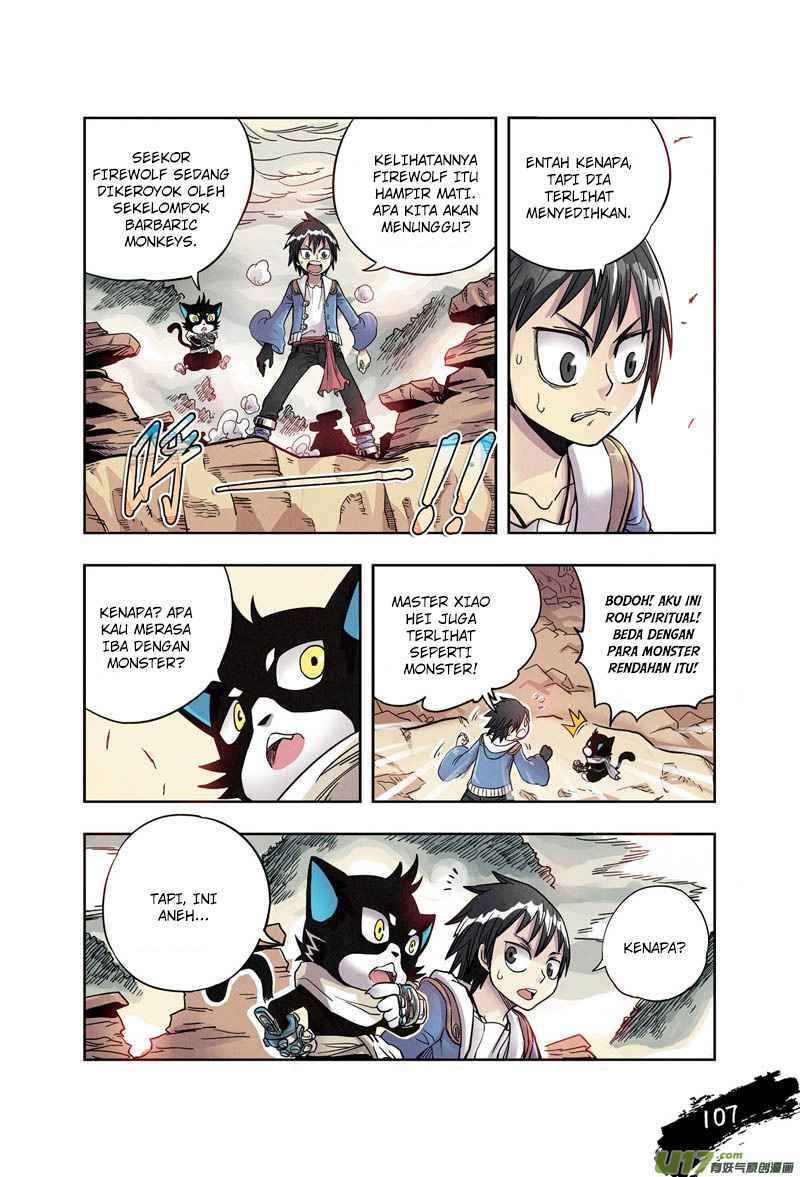 SEEKOR
FIREWOLF SEDANG
DIKEROYOK OLEH
SEKELOMPOK
BARBARIC
MONKEYS.
KELIHATANNYA
FIREWOLF ITU
HAMPIR MATI.
APA KITA AKAN
MENUNGGU?
呼——!!
ENTAH KENAPA,
TAPI DIA
TERLIHAT
MENYEDIHKAN.
KENAPA? APA
KAU MERASA
IBA DENGAN
MONSTER?
MASTER XIAO
HEI JUGA
TERLIHAT
SEPERTI
MONSTER!
BODOH! AKU INI
ROH SPIRITUAL!
BEDA DENGAN
PARA MONSTER
RENDAHAN ITU!
TAPI, INI
ANEH...
KENAPA?
107
U17.com
有妖气原创漫画